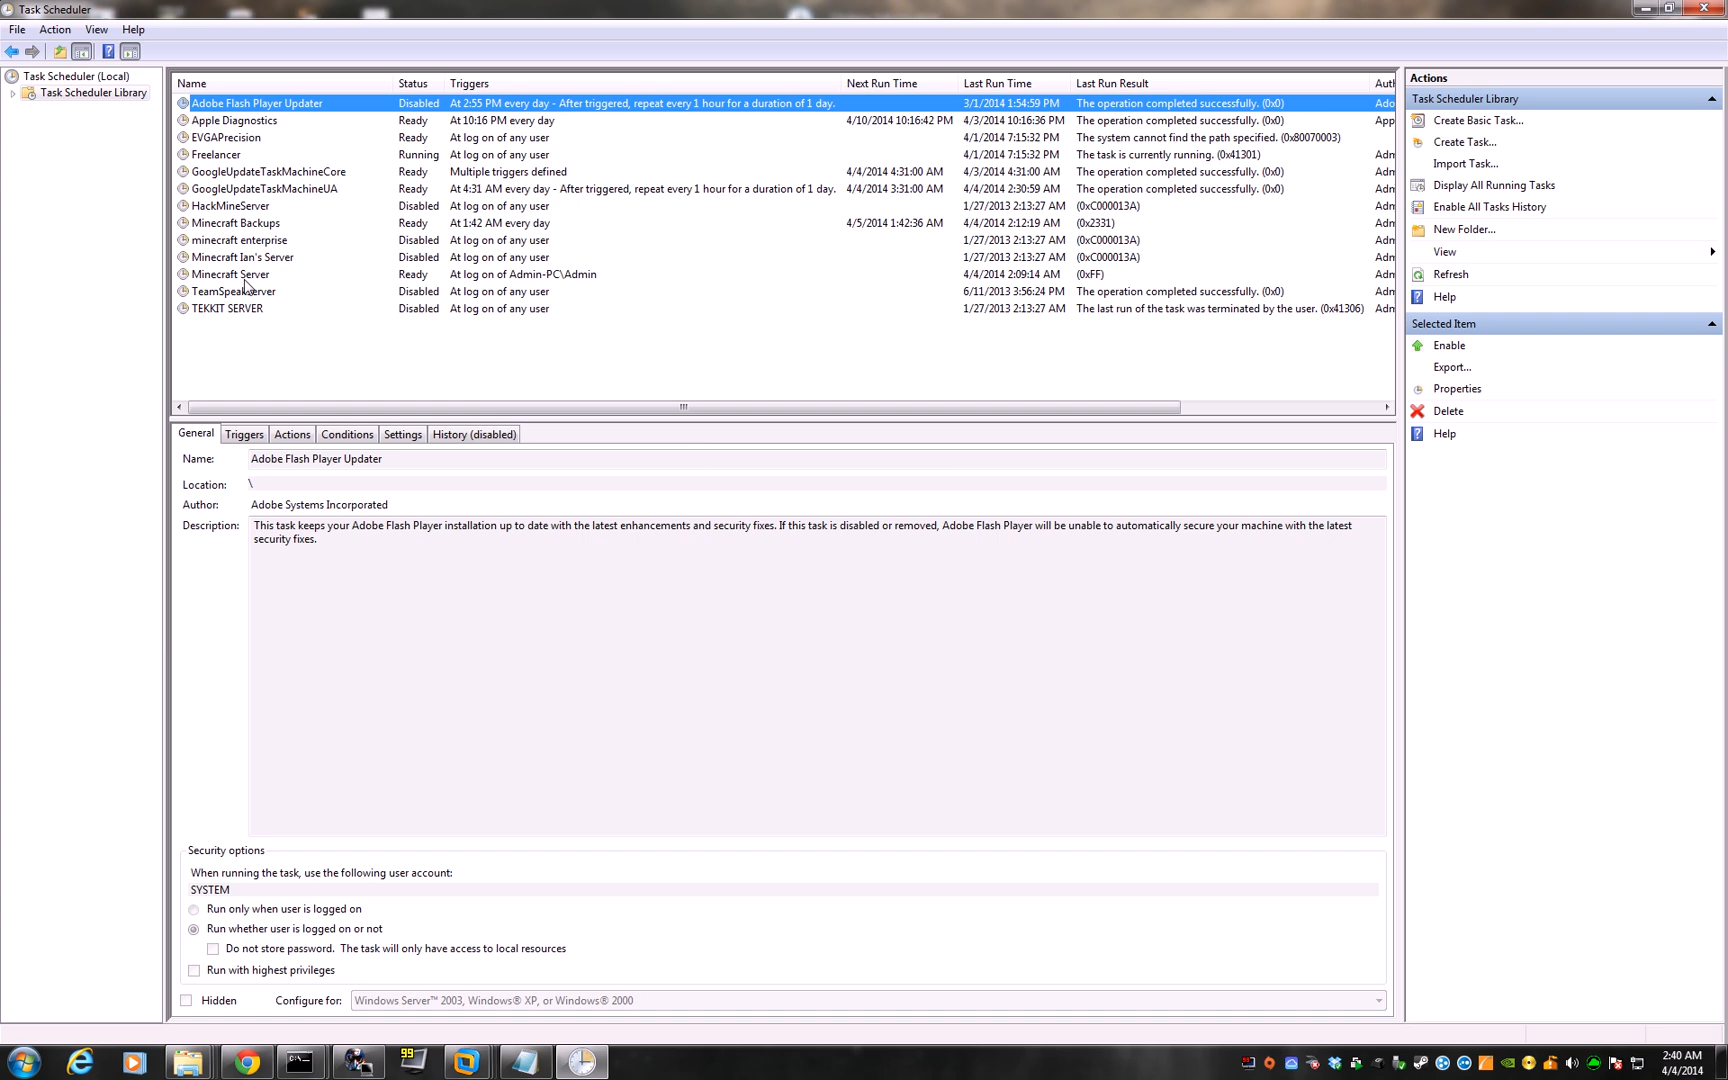 Task Scheduler
File Action View Help
Task Scheduler (Local)
Task Scheduler Library
Name Status Triggers Next Run Time Last Run Time Last Run Result Auth
Adobe Flash Player Updater Disabled At 2:55 PM every day - After triggered, repeat every 1 hour for a duration of 1 day. 3/1/2014 1:54:59 PM The operation completed successfully. (0x0) Ado
Apple Diagnostics Ready At 10:16 PM every day 4/10/2014 10:16:42 PM 4/3/2014 10:16:36 PM The operation completed successfully. (0x0) App
EVGAPrecision Ready At log on of any user 4/1/2014 7:15:32 PM The system cannot find the path specified. (0x80070003)
Freelancer Running At log on of any user 4/1/2014 7:15:32 PM The task is currently running. (0x41301) Adm
GoogleUpdateTaskMachineCore Ready Multiple triggers defined 4/4/2014 4:31:00 AM 4/3/2014 4:31:00 AM The operation completed successfully. (0x0) Adm
GoogleUpdateTaskMachineUA Ready At 4:31 AM every day - After triggered, repeat every 1 hour for a duration of 1 day. 4/4/2014 3:31:00 AM 4/4/2014 2:30:59 AM The operation completed successfully. (0x0) Adm
HackMineServer Disabled At log on of any user 1/27/2013 2:13:27 AM (0xC000013A) Adm
Minecraft Backups Ready At 1:42 AM every day 4/5/2014 1:42:36 AM 4/4/2014 2:12:19 AM (0x2331) Adm
minecraft enterprise Disabled At log on of any user 1/27/2013 2:13:27 AM (0xC000013A) Adm
Minecraft Ian's Server Disabled At log on of any user 1/27/2013 2:13:27 AM (0xC000013A) Adm
Minecraft Server Ready At log on of Admin-PC\Admin 4/4/2014 2:09:14 AM (0xFF) Adm
TeamSpeakServer Disabled At log on of any user 6/11/2013 3:56:24 PM The operation completed successfully. (0x0) Adm
TEKKIT SERVER Disabled At log on of any user 1/27/2013 2:13:27 AM The last run of the task was terminated by the user. (0x41306) Adm
General Triggers Actions Conditions Settings History (disabled)
Name: Adobe Flash Player Updater
Location: \
Author: Adobe Systems Incorporated
Description: This task keeps your Adobe Flash Player installation up to date with the latest enhancements and security fixes. If this task is disabled or removed, Adobe Flash Player will be unable to automatically secure your machine with the latest
security fixes.
Security options
When running the task, use the following user account:
SYSTEM
Run only when user is logged on
Run whether user is logged on or not
Do not store password. The task will only have access to local resources
Run with highest privileges
Hidden Configure for: Windows Server™ 2003, Windows® XP, or Windows® 2000
Actions
Task Scheduler Library
Create Basic Task...
Create Task...
Import Task...
Display All Running Tasks
Enable All Tasks History
New Folder...
View
Refresh
Help
Selected Item
Enable
Export...
Properties
Delete
Help
99
2:40 AM
4/4/2014